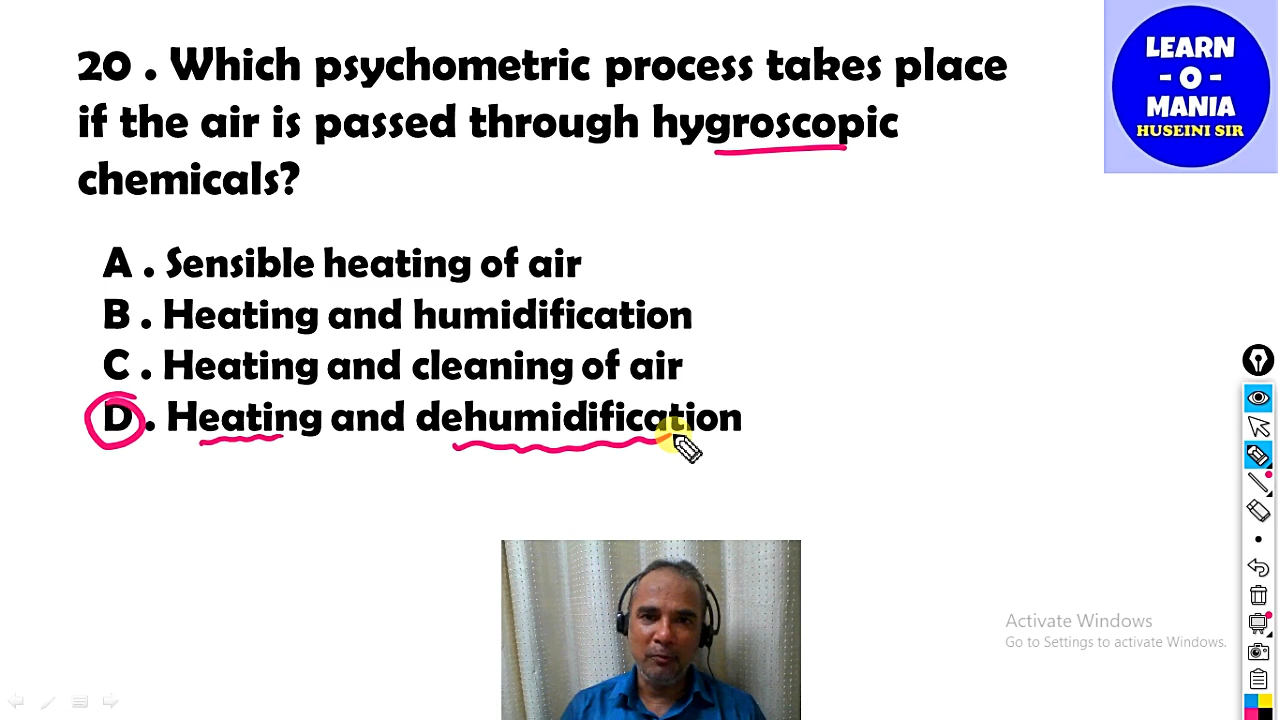 20 . Which psychometric process takes place
if the air is passed through hygroscopic
chemicals?
A . Sensible heating of air
B . Heating and humidification
C . Heating and cleaning of air
D . Heating and dehumidification
LEARN
- O -
MANIA
HUSEINI SIR
Activate Windows
Go to Settings to activate Windows.